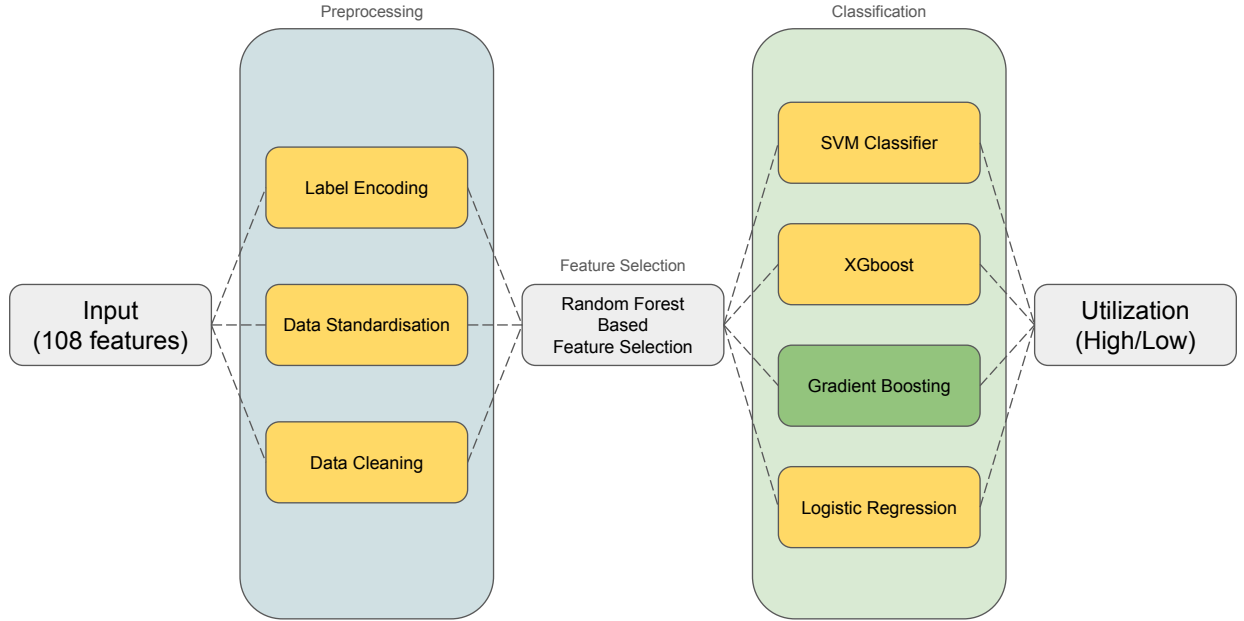 Preprocessing
Classification
Label Encoding
SVM Classifier
XGboost
Feature Selection
Input
(108 features)
Data Standardisation
Random Forest
Based
Feature Selection
Utilization
(High/Low)
Gradient Boosting
Data Cleaning
Logistic Regression